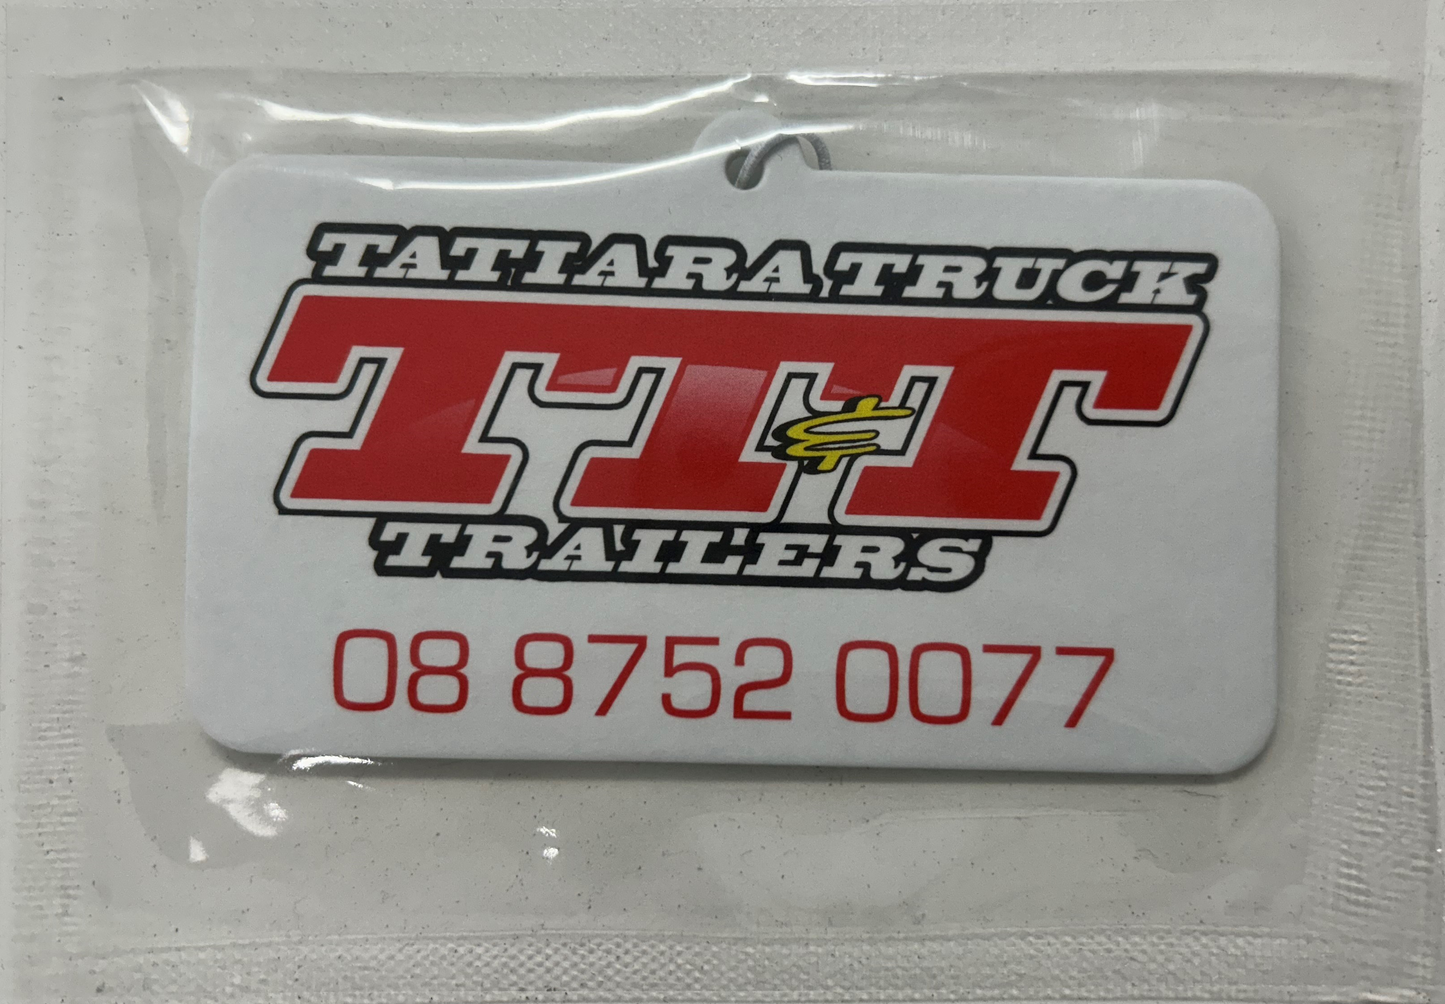 TATIARA TRUCK
TT&T
TRAILERS
08 8752 0077